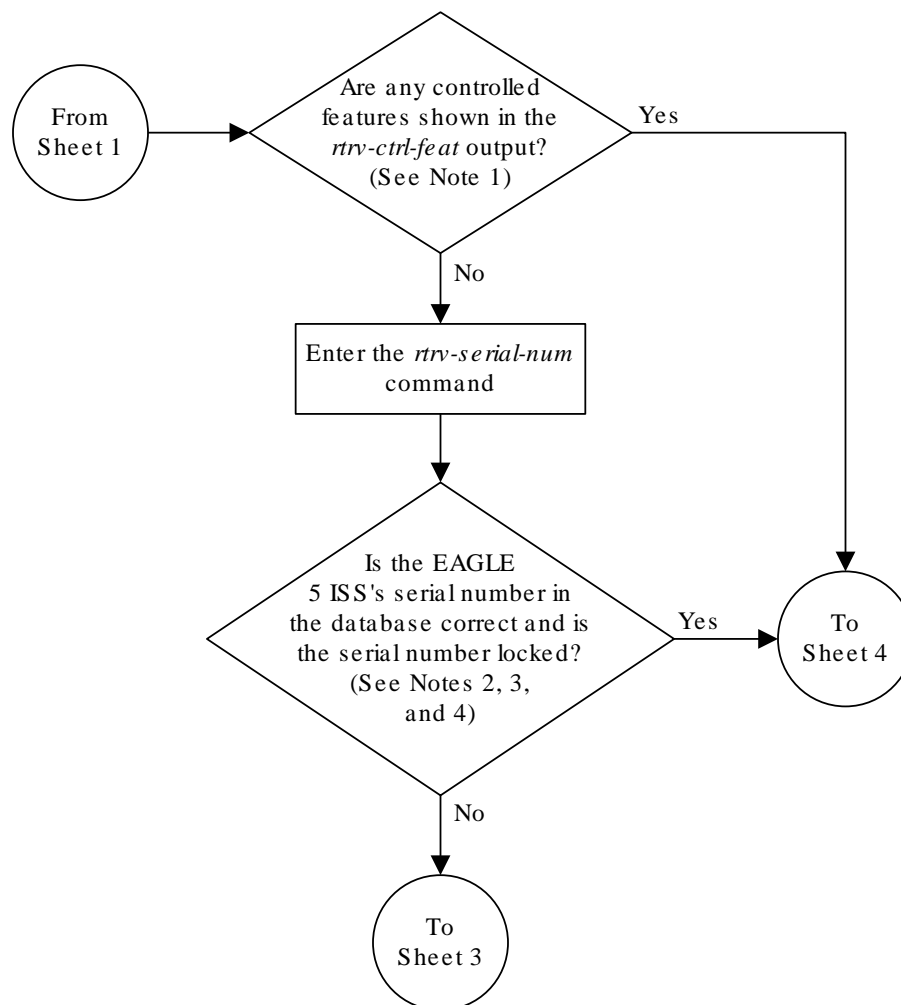 From
Sheet 1
Are any controlled
features shown in the
rtrv-ctrl-feat output?
(See Note 1)
Yes
No
Enter the rtrv-serial-num
command
Is the EAGLE
5 ISS's serial number in
the database correct and is
the serial number locked?
(See Notes 2, 3,
and 4)
Yes
To
Sheet 4
No
To
Sheet 3